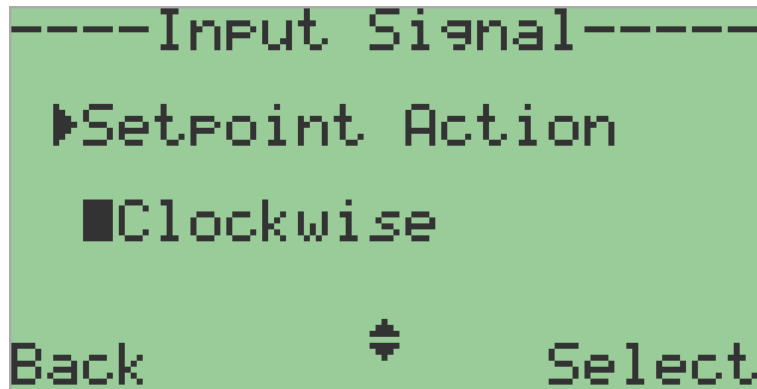 ----Input Signal-----
Setpoint Action
Clockwise
Back Select